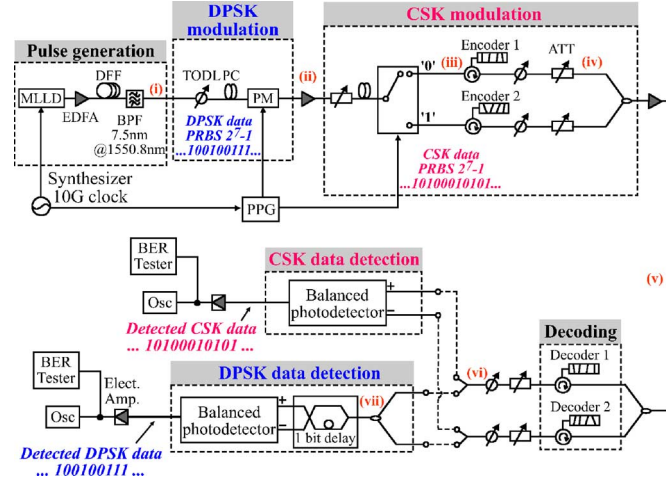 DPSK
modulation
CSK modulation
Pulse generation
DFF
(i)
TODL
PC
(ii)
'0'
(iii)
Encoder 1
ATT
(iv)
MLLD
EDFA
BPF
7.5nm
@1550.8nm
PM
DPSK data
PRBS 2⁷-1
...100100111...
'1'
Encoder 2
CSK data
PRBS 2⁷-1
...10100010101...
Synthesizer
10G clock
PPG
BER
Tester
CSK data detection
(v)
Osc
Balanced
photodetector
+
−
Detected CSK data
... 10100010101 ...
Decoding
BER
Tester
Elect.
Amp.
DPSK data detection
(vi)
Decoder 1
Osc
Balanced
photodetector
+
−
1 bit delay
(vii)
Decoder 2
Detected DPSK data
... 100100111 ...